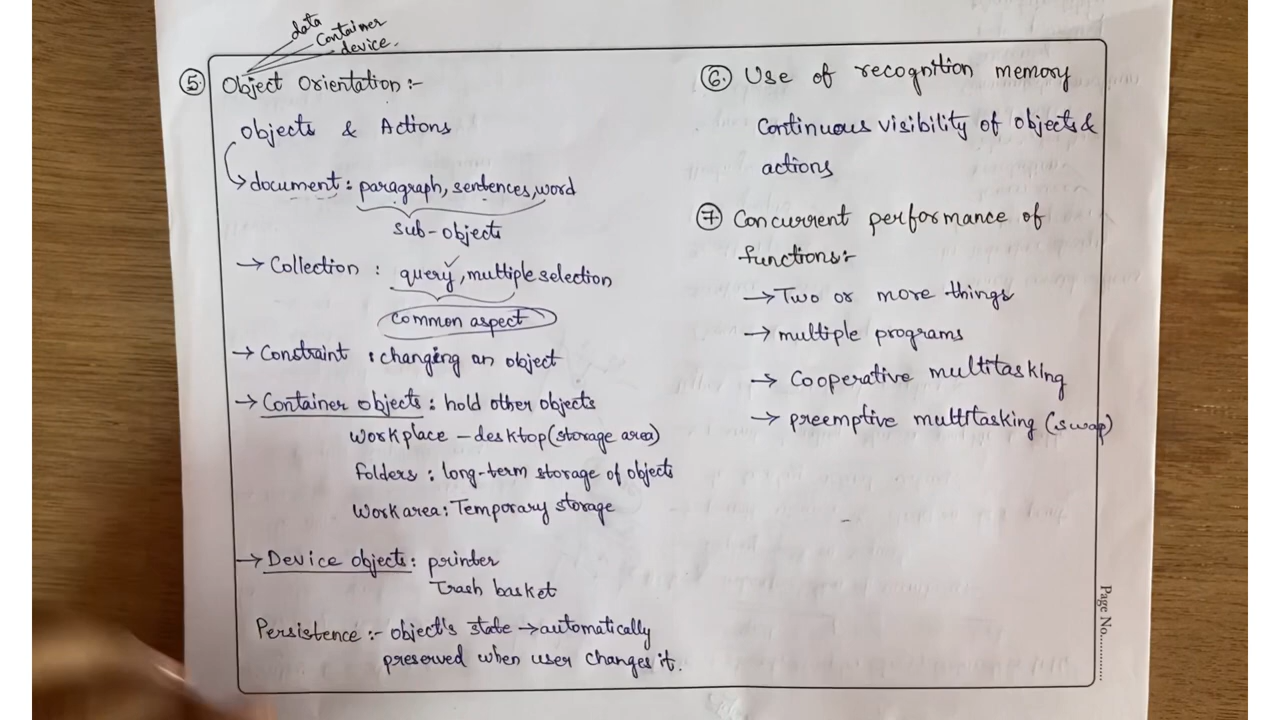 data
Container
device.
⑤. Object Orientation :-
objects & Actions
→ document : paragraph, sentences, word
sub-objects
→ Collection : query, multiple selection
common aspect
→ Constraint : changing an object
→ Container objects : hold other objects
Workplace – desktop (storage area)
folders : long-term storage of objects
Work area : Temporary storage
→ Device objects : printer
Trash basket
Persistence :- object's state → automatically
preserved when user changes it.
⑥. Use of recognition memory
Continuous visibility of objects &
actions
⑦ Concurrent performance of
functions :-
→ Two or more things
→ multiple programs
→ Cooperative multitasking
→ preemptive multitasking (swap)
Page No.............